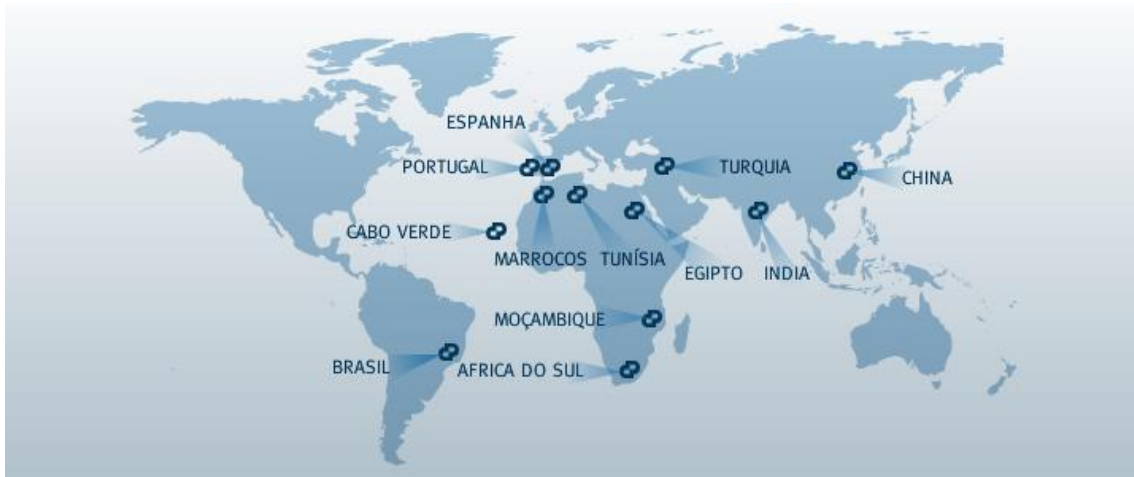 ESPANHA
PORTUGAL
TURQUIA
CHINA
CABO VERDE
MARROCOS
TUNÍSIA
EGIPTO
INDIA
MOÇAMBIQUE
BRASIL
AFRICA DO SUL